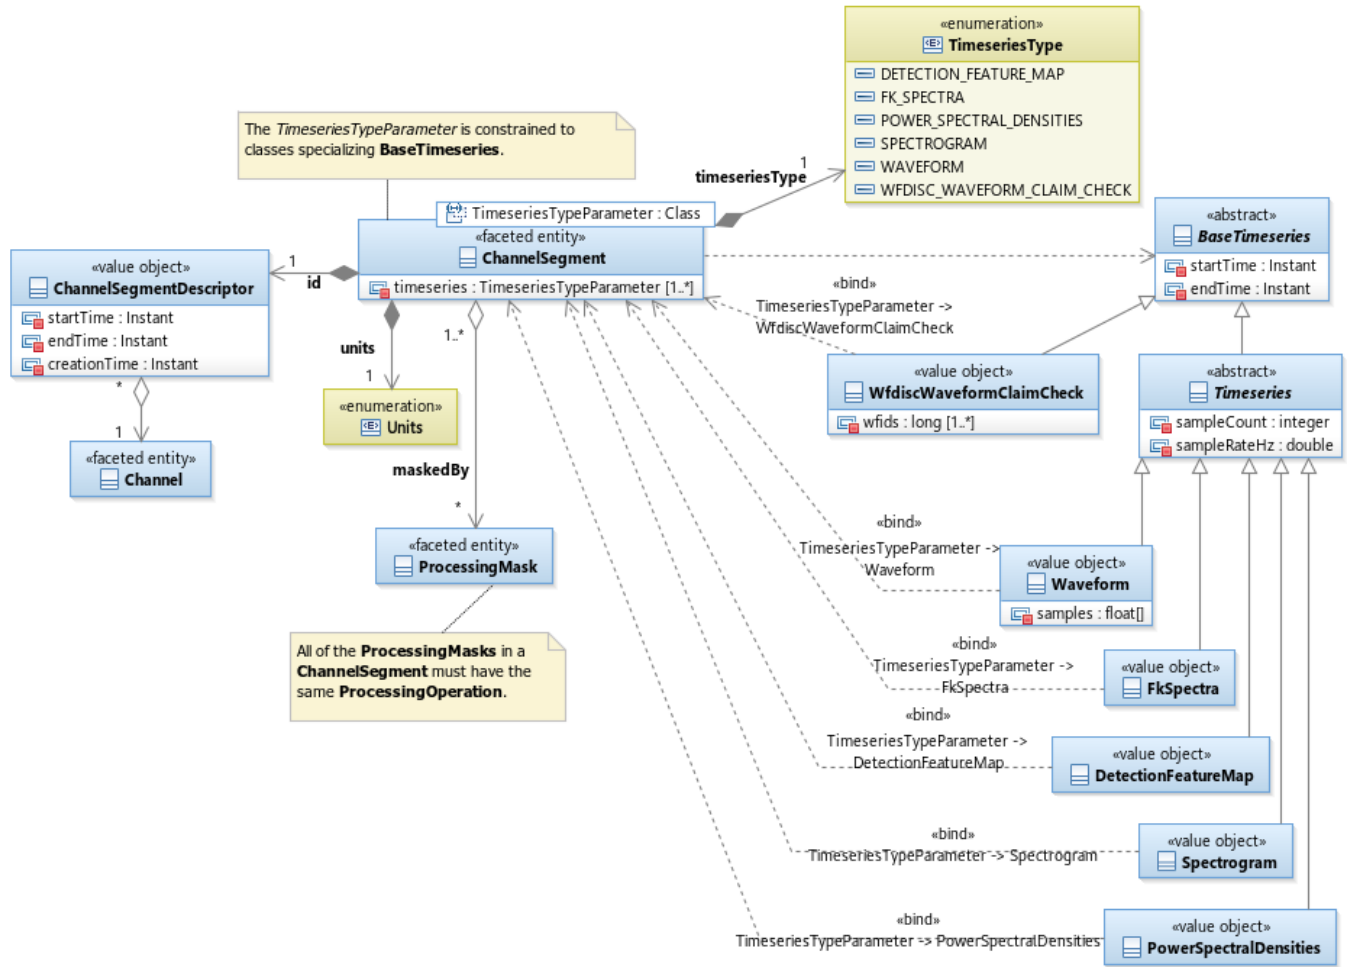 «enumeration»
TimeseriesType
DETECTION_FEATURE_MAP
FK_SPECTRA
POWER_SPECTRAL_DENSITIES
SPECTROGRAM
WAVEFORM
WFDISC_WAVEFORM_CLAIM_CHECK
The TimeseriesTypeParameter is constrained to
classes specializing BaseTimeseries.
1
timeseriesType
TimeseriesTypeParameter : Class
«faceted entity»
ChannelSegment
timeseries : TimeseriesTypeParameter [1..*]
«abstract»
BaseTimeseries
startTime : Instant
endTime : Instant
1
id
«value object»
ChannelSegmentDescriptor
startTime : Instant
endTime : Instant
creationTime : Instant
*
1
«faceted entity»
Channel
units
1
«enumeration»
Units
1..*
maskedBy
*
«faceted entity»
ProcessingMask
All of the ProcessingMasks in a
ChannelSegment must have the
same ProcessingOperation.
«bind»
TimeseriesTypeParameter ->
WfdiscWaveformClaimCheck
«value object»
WfdiscWaveformClaimCheck
wfids : long [1..*]
«abstract»
Timeseries
sampleCount : integer
sampleRateHz : double
«bind»
TimeseriesTypeParameter ->
Waveform
«value object»
Waveform
samples : float[]
«bind»
TimeseriesTypeParameter ->
FkSpectra
«value object»
FkSpectra
«bind»
TimeseriesTypeParameter ->
DetectionFeatureMap
«value object»
DetectionFeatureMap
«bind»
TimeseriesTypeParameter -> Spectrogram
«value object»
Spectrogram
«bind»
TimeseriesTypeParameter -> PowerSpectralDensities
«value object»
PowerSpectralDensities